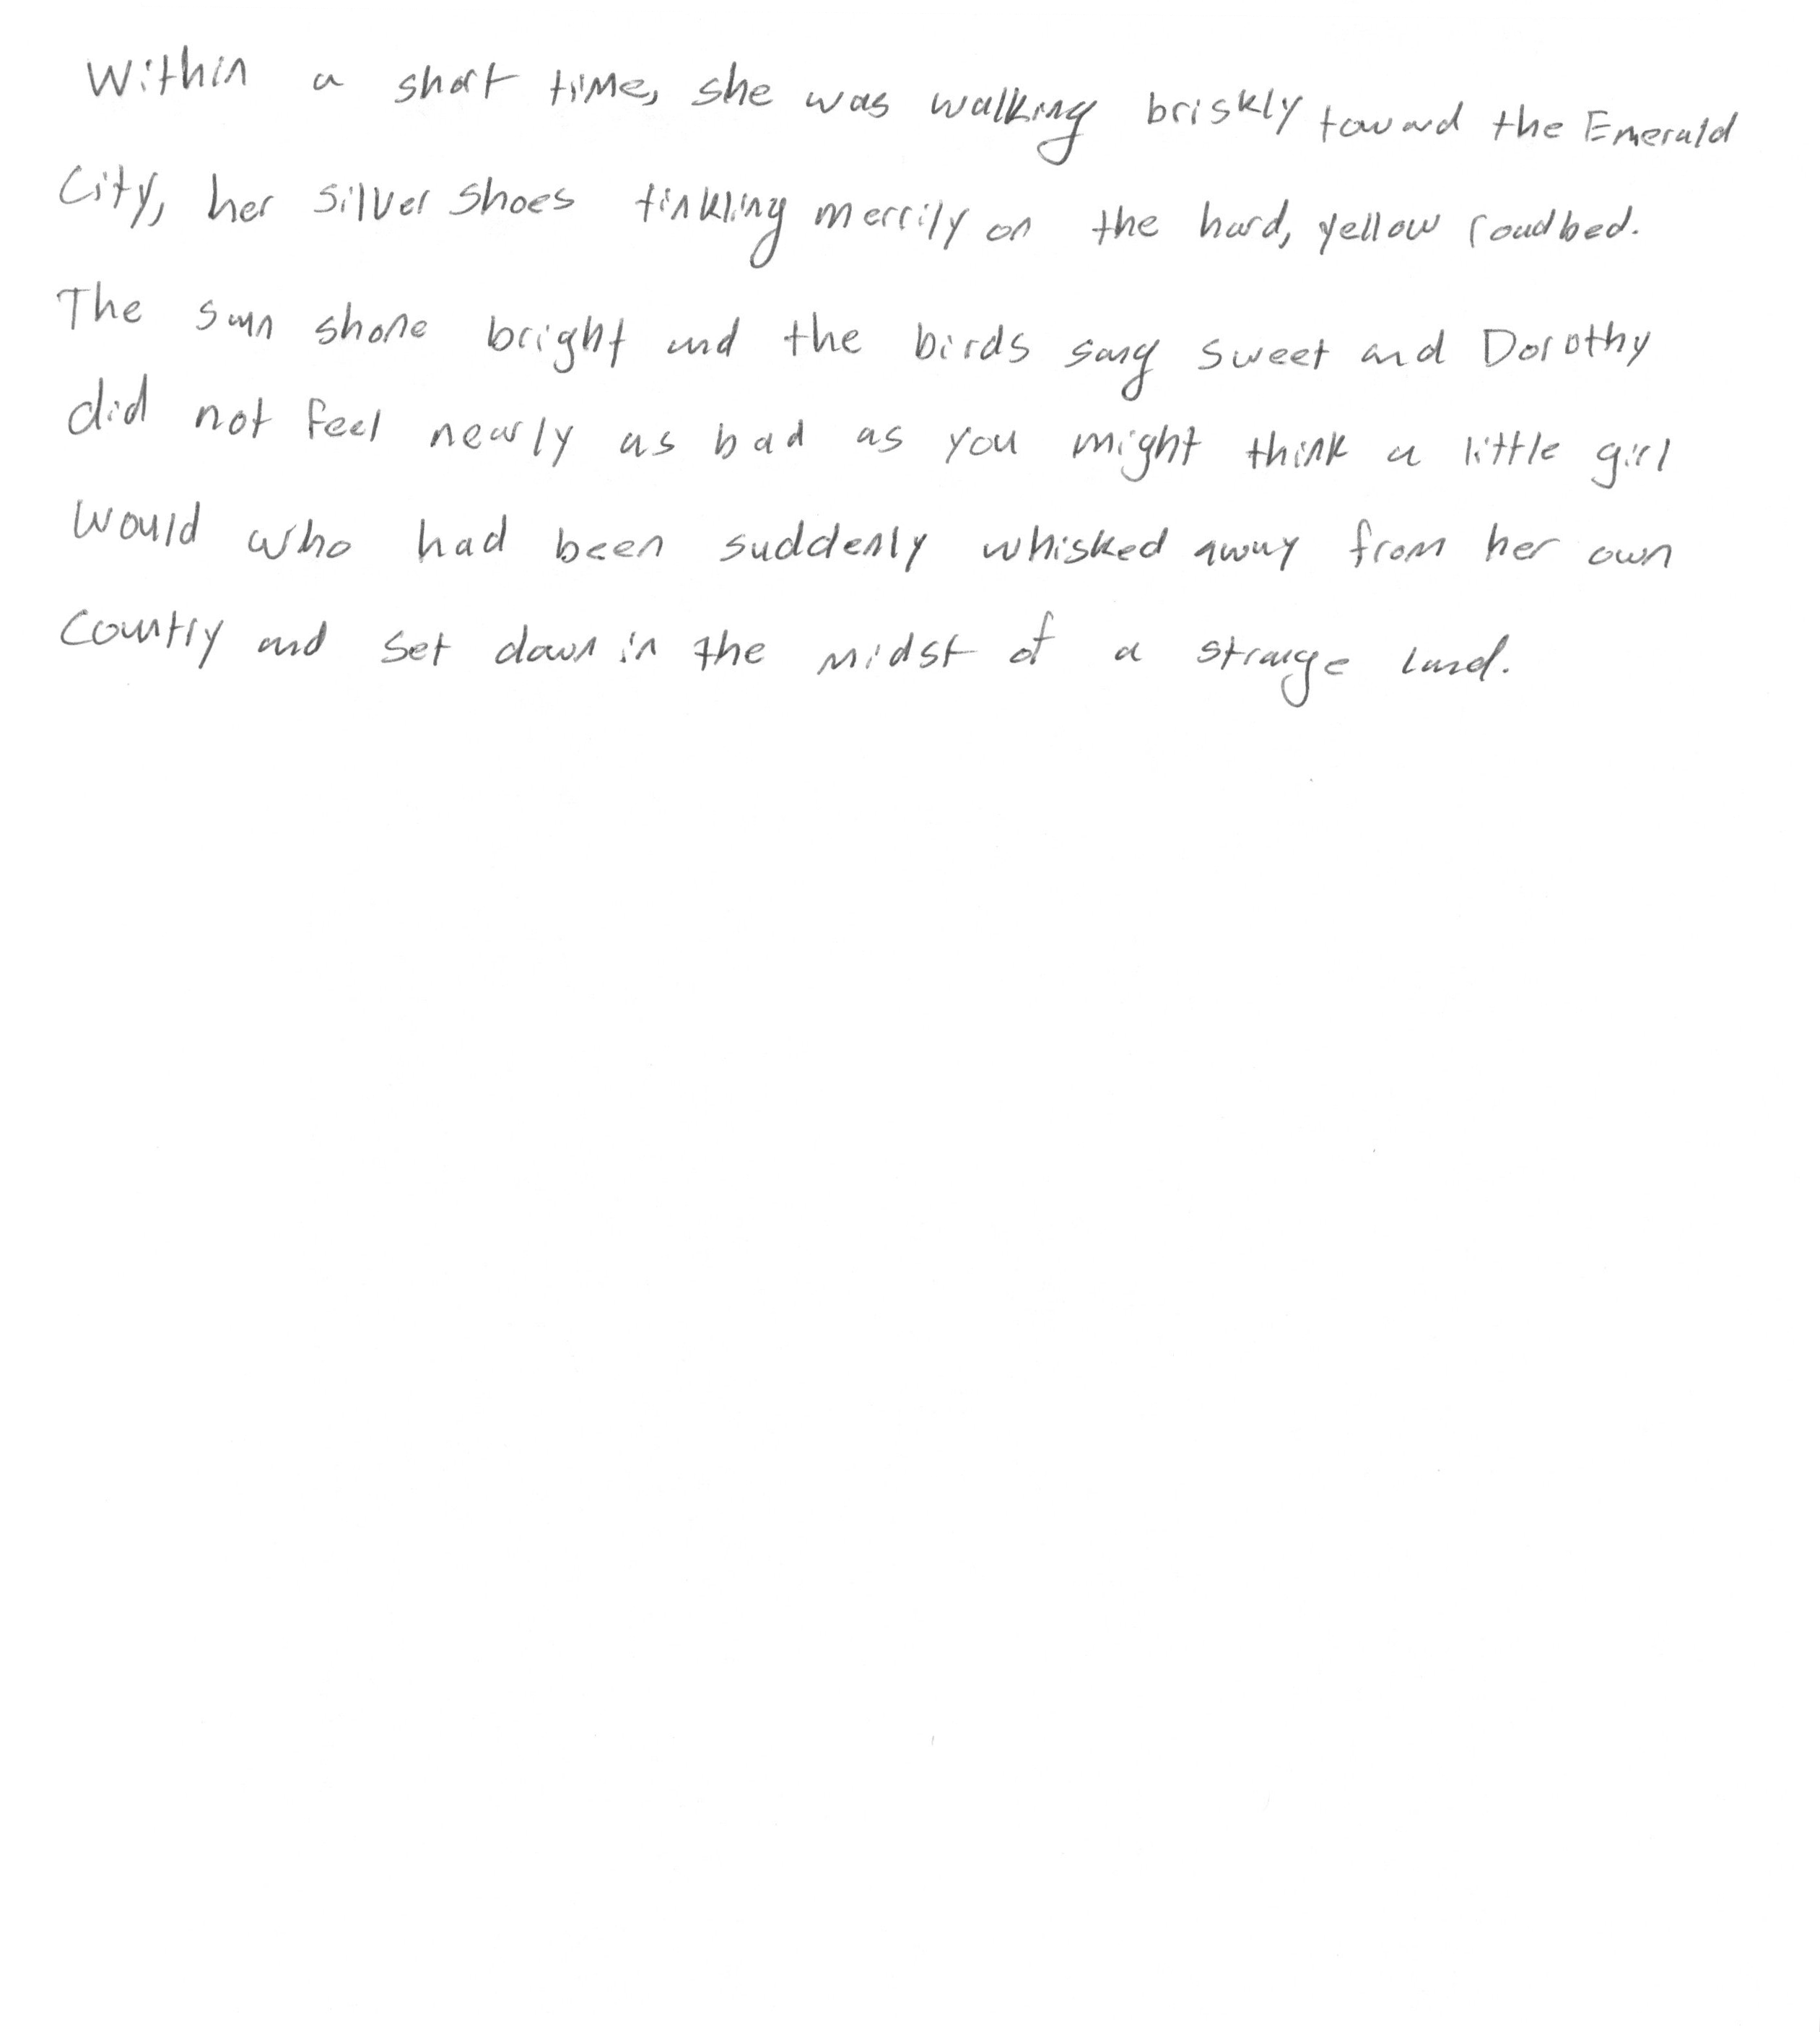 Within a short time, she was walking briskly toward the Emerald
City, her silver shoes tinkling merrily on the hard, yellow roadbed.
The sun shone bright and the birds sang sweet and Dorothy
did not feel nearly as bad as you might think a little girl
would who had been suddenly whisked away from her own
country and set down in the midst of a strange land.